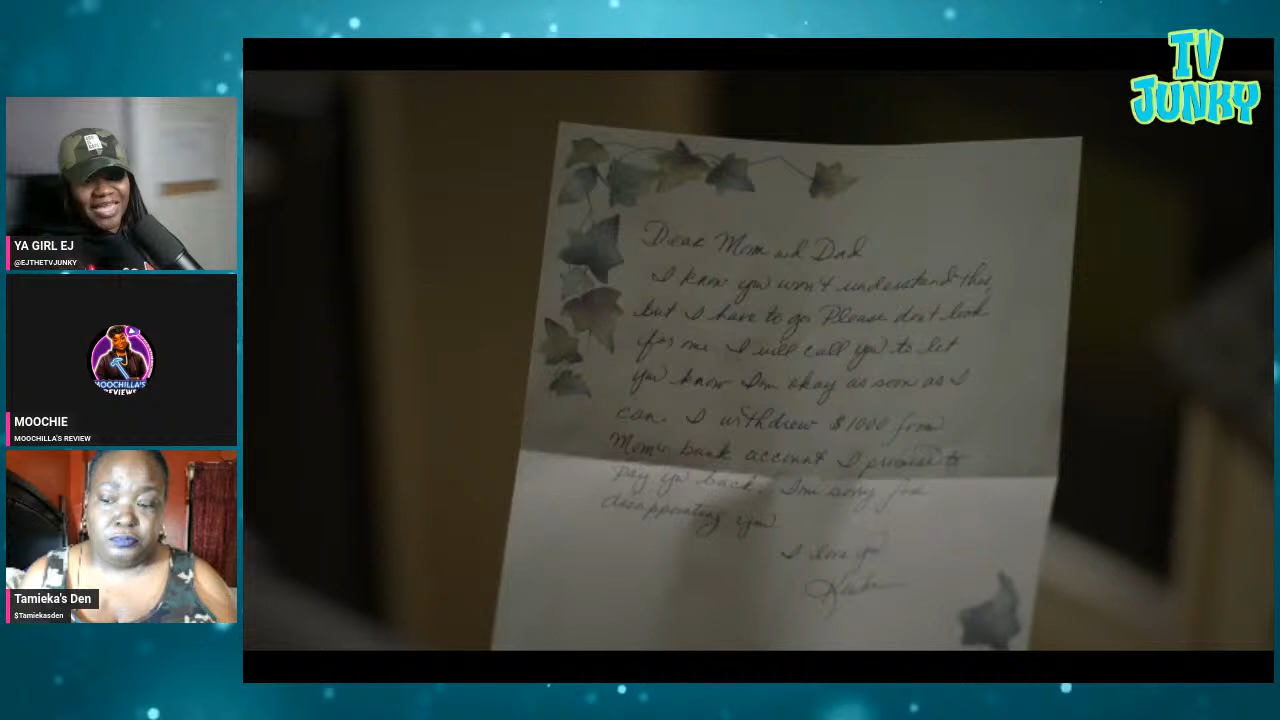 TV
JUNKY
YA GIRL EJ
@EJTHETVJUNKY
MOOCHILLA'S
REVIEWS
MOOCHIE
MOOCHILLA'S REVIEW
Tamieka's Den
$Tamiekasden
Dear Mom and Dad
I know you won't understand this,
but I have to go. Please don't look
for me. I will call you to let
you know I'm okay as soon as I
can. I withdrew $1000 from
Mom's bank account I promise to
pay you back. I'm sorry for
disappointing you
I love you